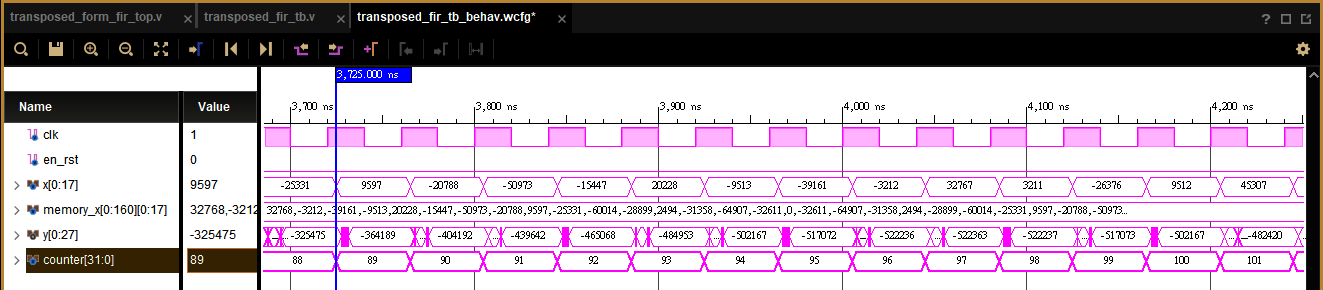 transposed_form_fir_top.v transposed_fir_tb.v transposed_fir_tb_behav.wcfg*
3,725.000 ns
Name Value 3,700 ns 3,800 ns 3,900 ns 4,000 ns 4,100 ns 4,200 ns
clk 1
en_rst 0
x[0:17] 9597 -25331 9597 -20788 -50973 -15447 20228 -9513 -39161 -3212 32767 3211 -26376 9512 45307
memory_x[0:160][0:17] 32768,-3212 32768,-3212,-39161,-9513,20228,-15447,-50973,-20788,9597,-25331,-60014,-28899,2494,-31358,-64907,-32611,0,-32611,-64907,-31358,2494,-28899,-60014,-25331,9597,-20788,-50973…
y[0:27] -325475 -325475 -364189 -404192 -439642 -465068 -484953 -502167 -517072 -522236 -522363 -522237 -517073 -502167 -482420
counter[31:0] 89 88 89 90 91 92 93 94 95 96 97 98 99 100 101